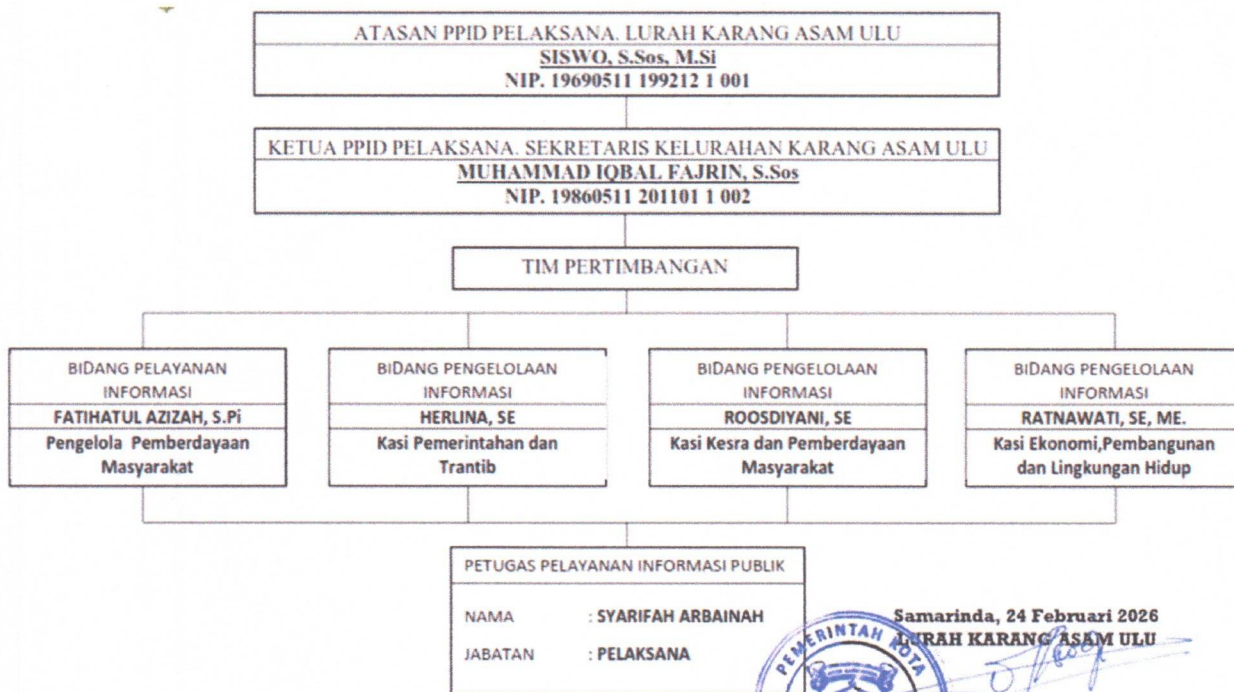 ATASAN PPID PELAKSANA. LURAH KARANG ASAM ULU
SISWO, S.Sos, M.Si
NIP. 19690511 199212 1 001
KETUA PPID PELAKSANA. SEKRETARIS KELURAHAN KARANG ASAM ULU
MUHAMMAD IQBAL FAJRIN, S.Sos
NIP. 19860511 201101 1 002
TIM PERTIMBANGAN
BIDANG PELAYANAN
INFORMASI
FATIHATUL AZIZAH, S.Pi
Pengelola Pemberdayaan
Masyarakat
BIDANG PENGELOLAAN
INFORMASI
HERLINA, SE
Kasi Pemerintahan dan
Trantib
BIDANG PENGELOLAAN
INFORMASI
ROOSDIYANI, SE
Kasi Kesra dan Pemberdayaan
Masyarakat
BIDANG PENGELOLAAN
INFORMASI
RATNAWATI, SE, ME.
Kasi Ekonomi,Pembangunan
dan Lingkungan Hidup
PETUGAS PELAYANAN INFORMASI PUBLIK
NAMA : SYARIFAH ARBAINAH
JABATAN : PELAKSANA
Samarinda, 24 Februari 2026
LURAH KARANG ASAM ULU
PEMERINTAH KOTA